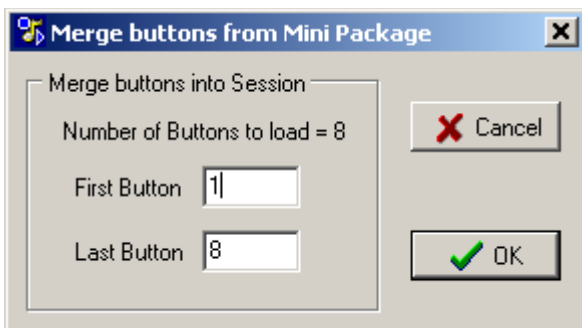 Merge buttons from Mini Package
Merge buttons into Session
Number of Buttons to load = 8
Cancel
First Button 1
Last Button 8
OK